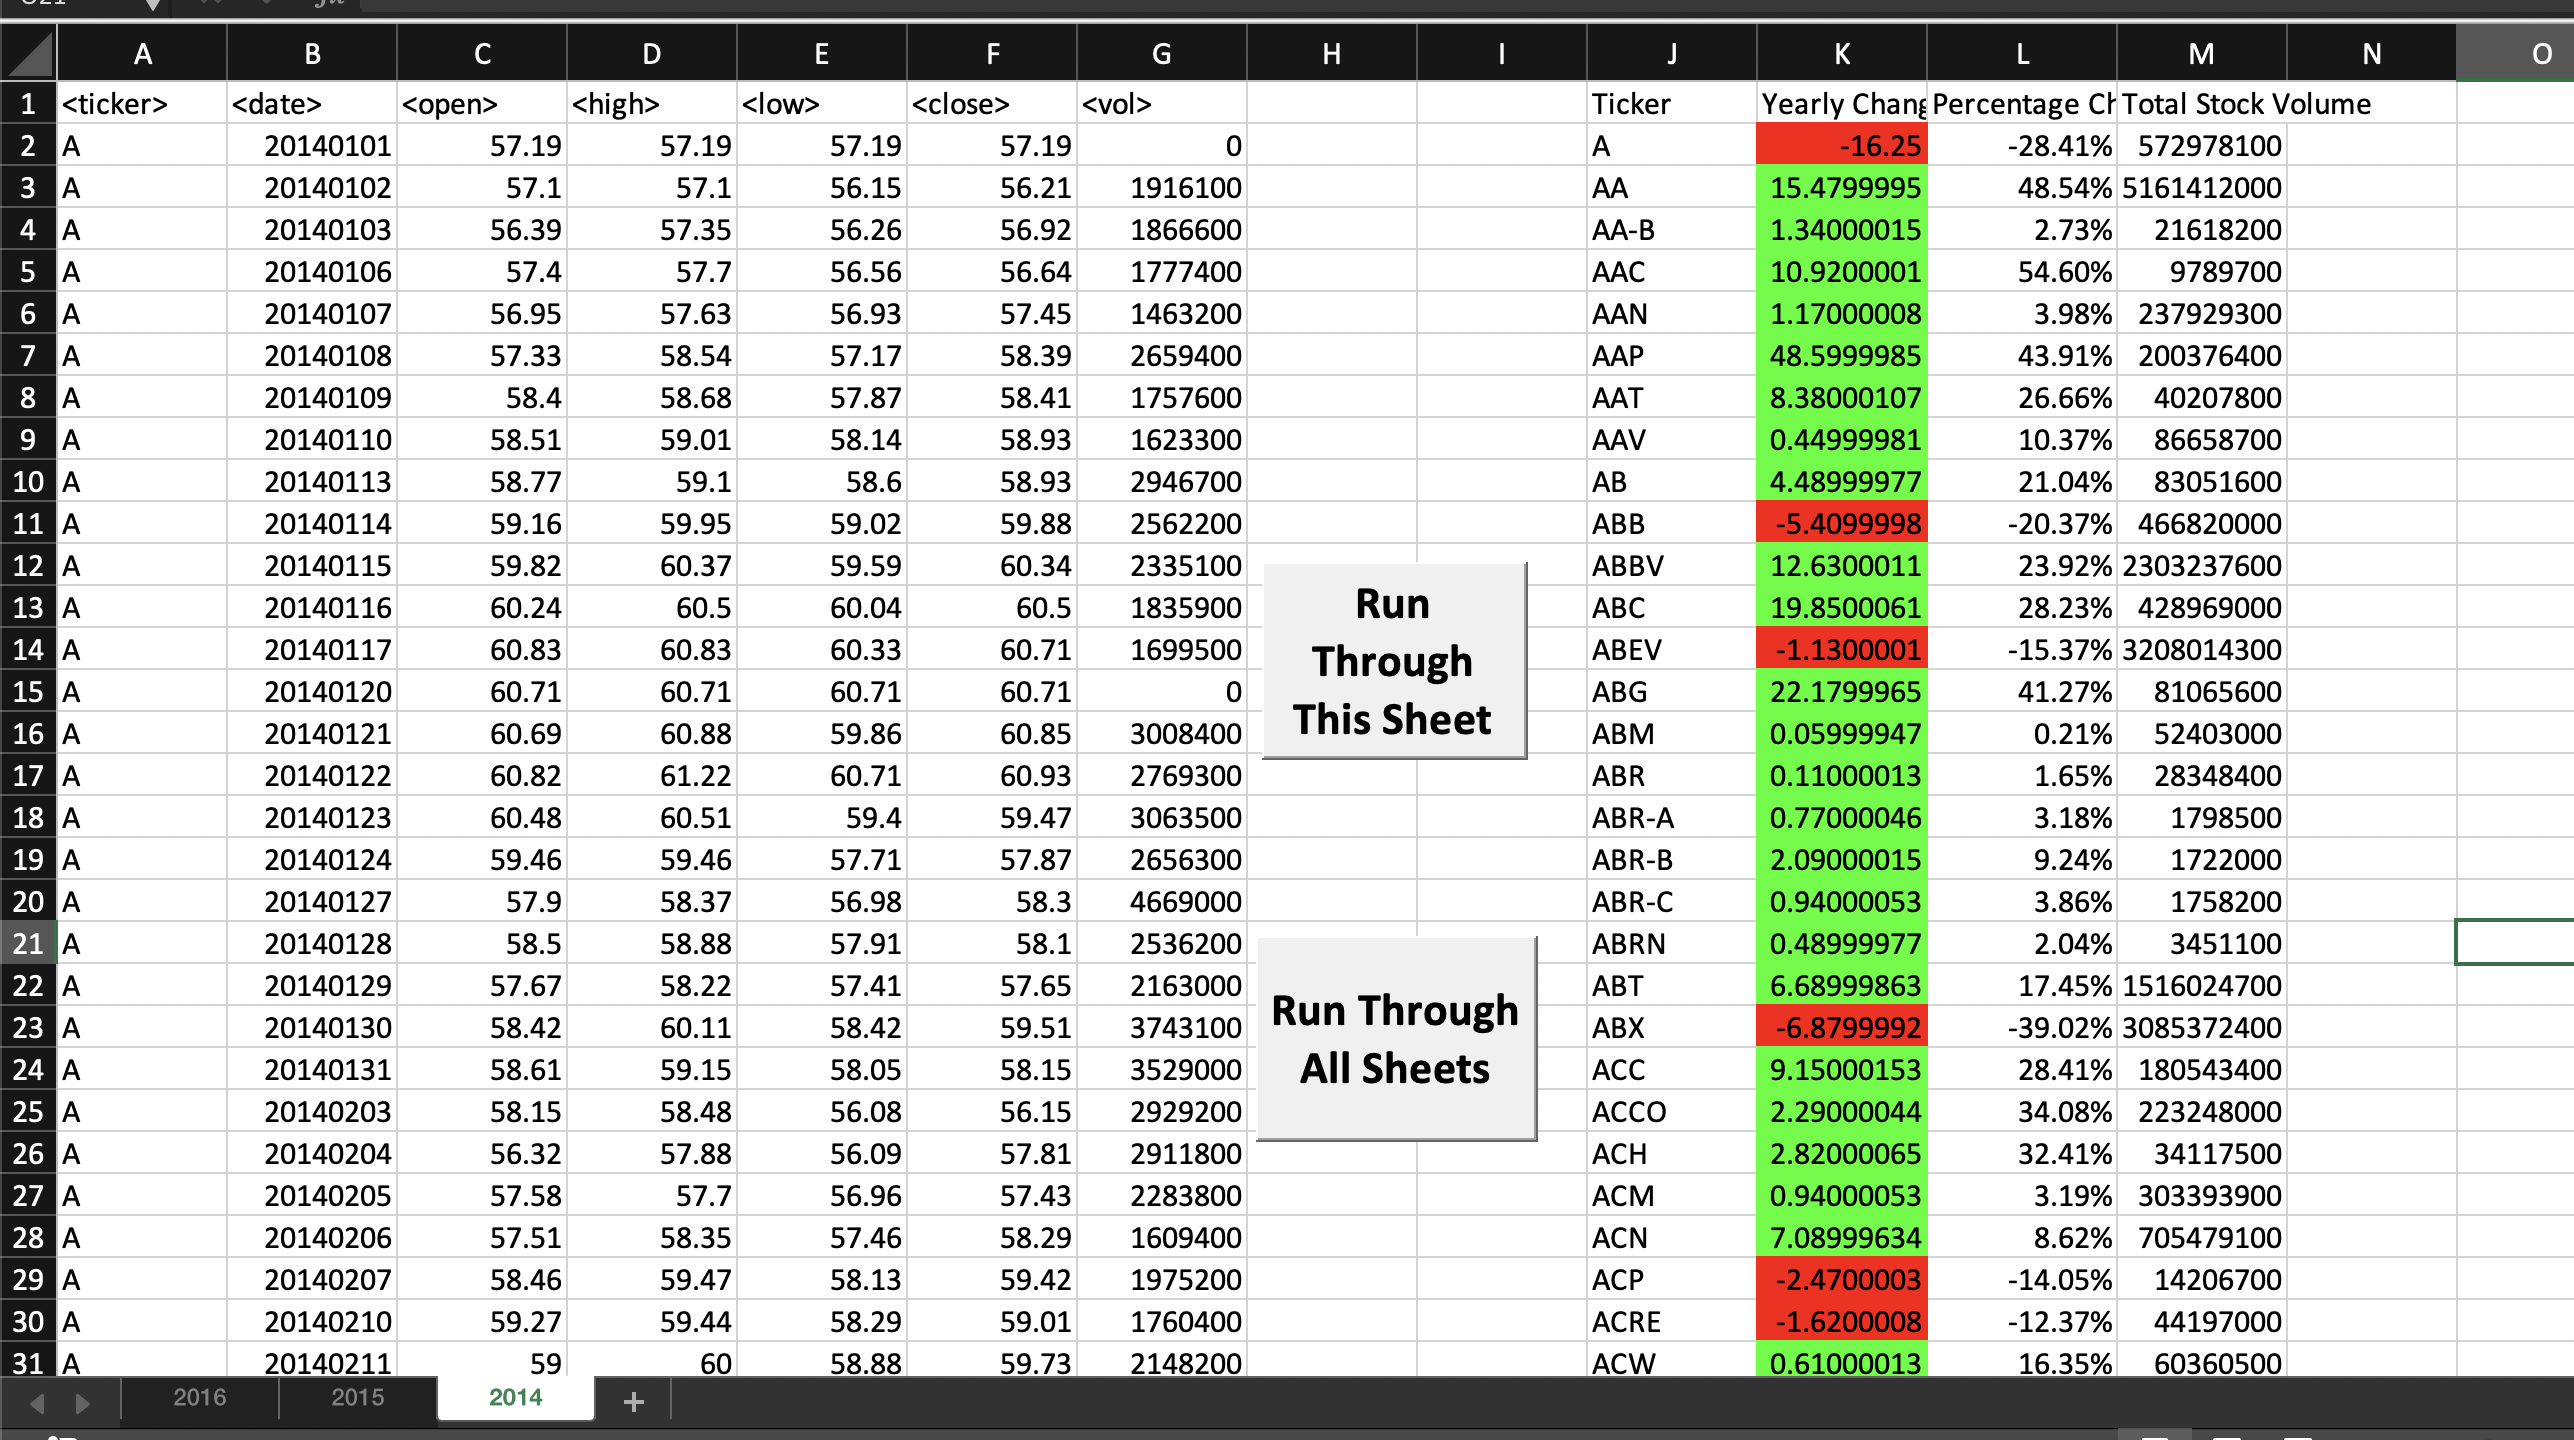 A B C D E F G H I J K L M N O
1 <ticker> <date> <open> <high> <low> <close> <vol> Ticker Yearly Chang Percentage Ch Total Stock Volume
2 A 20140101 57.19 57.19 57.19 57.19 0 A -16.25 -28.41% 572978100
3 A 20140102 57.1 57.1 56.15 56.21 1916100 AA 15.4799995 48.54% 5161412000
4 A 20140103 56.39 57.35 56.26 56.92 1866600 AA-B 1.34000015 2.73% 21618200
5 A 20140106 57.4 57.7 56.56 56.64 1777400 AAC 10.9200001 54.60% 9789700
6 A 20140107 56.95 57.63 56.93 57.45 1463200 AAN 1.17000008 3.98% 237929300
7 A 20140108 57.33 58.54 57.17 58.39 2659400 AAP 48.5999985 43.91% 200376400
8 A 20140109 58.4 58.68 57.87 58.41 1757600 AAT 8.38000107 26.66% 40207800
9 A 20140110 58.51 59.01 58.14 58.93 1623300 AAV 0.44999981 10.37% 86658700
10 A 20140113 58.77 59.1 58.6 58.93 2946700 AB 4.48999977 21.04% 83051600
11 A 20140114 59.16 59.95 59.02 59.88 2562200 ABB -5.4099998 -20.37% 466820000
12 A 20140115 59.82 60.37 59.59 60.34 2335100 ABBV 12.6300011 23.92% 2303237600
13 A 20140116 60.24 60.5 60.04 60.5 1835900 ABC 19.8500061 28.23% 428969000
14 A 20140117 60.83 60.83 60.33 60.71 1699500 ABEV -1.1300001 -15.37% 3208014300
15 A 20140120 60.71 60.71 60.71 60.71 0 ABG 22.1799965 41.27% 81065600
16 A 20140121 60.69 60.88 59.86 60.85 3008400 ABM 0.05999947 0.21% 52403000
17 A 20140122 60.82 61.22 60.71 60.93 2769300 ABR 0.11000013 1.65% 28348400
18 A 20140123 60.48 60.51 59.4 59.47 3063500 ABR-A 0.77000046 3.18% 1798500
19 A 20140124 59.46 59.46 57.71 57.87 2656300 ABR-B 2.09000015 9.24% 1722000
20 A 20140127 57.9 58.37 56.98 58.3 4669000 ABR-C 0.94000053 3.86% 1758200
21 A 20140128 58.5 58.88 57.91 58.1 2536200 ABRN 0.48999977 2.04% 3451100
22 A 20140129 57.67 58.22 57.41 57.65 2163000 ABT 6.68999863 17.45% 1516024700
23 A 20140130 58.42 60.11 58.42 59.51 3743100 ABX -6.8799992 -39.02% 3085372400
24 A 20140131 58.61 59.15 58.05 58.15 3529000 ACC 9.15000153 28.41% 180543400
25 A 20140203 58.15 58.48 56.08 56.15 2929200 ACCO 2.29000044 34.08% 223248000
26 A 20140204 56.32 57.88 56.09 57.81 2911800 ACH 2.82000065 32.41% 34117500
27 A 20140205 57.58 57.7 56.96 57.43 2283800 ACM 0.94000053 3.19% 303393900
28 A 20140206 57.51 58.35 57.46 58.29 1609400 ACN 7.08999634 8.62% 705479100
29 A 20140207 58.46 59.47 58.13 59.42 1975200 ACP -2.4700003 -14.05% 14206700
30 A 20140210 59.27 59.44 58.29 59.01 1760400 ACRE -1.6200008 -12.37% 44197000
31 A 20140211 59 60 58.88 59.73 2148200 ACW 0.61000013 16.35% 60360500
Run
Through
This Sheet
Run Through
All Sheets
2016 2015 2014 +